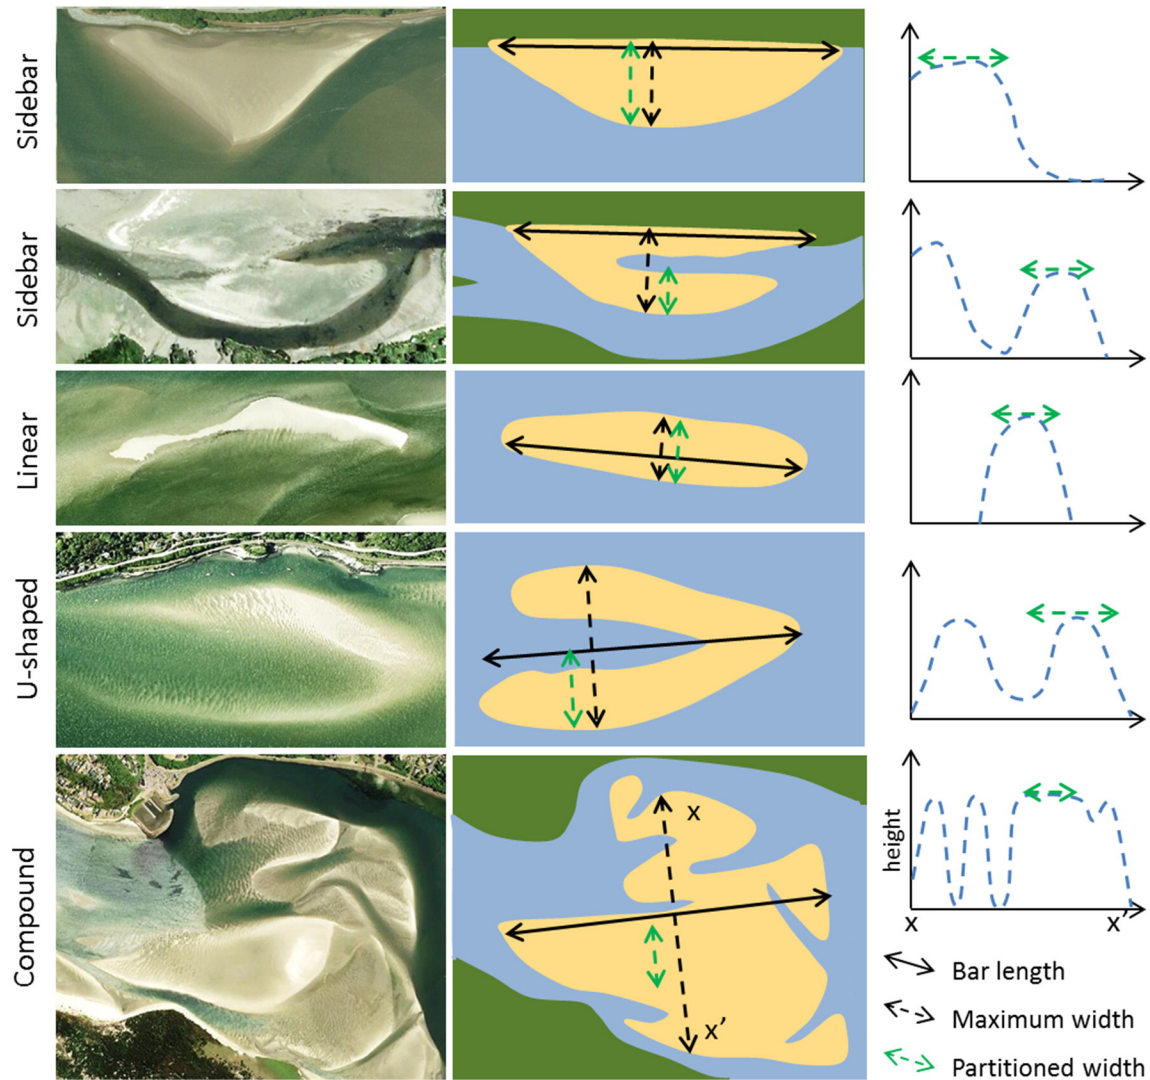 Sidebar
Sidebar
Linear
U-shaped
Compound
x
x’
height
x
x’
Bar length
Maximum width
Partitioned width